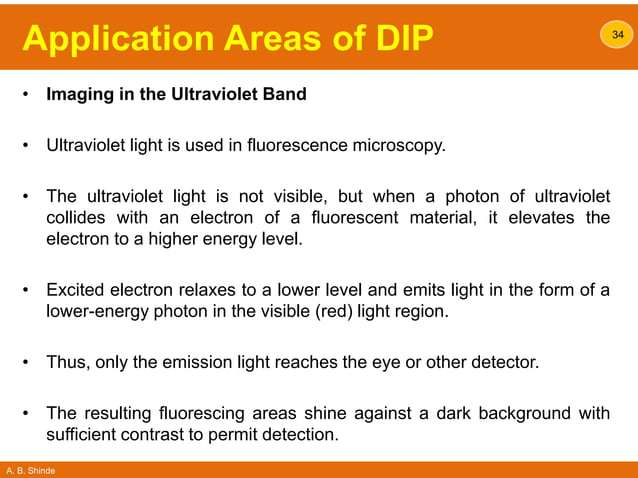 Application Areas of DIP
34
• Imaging in the Ultraviolet Band
• Ultraviolet light is used in fluorescence microscopy.
• The ultraviolet light is not visible, but when a photon of ultraviolet
collides with an electron of a fluorescent material, it elevates the
electron to a higher energy level.
• Excited electron relaxes to a lower level and emits light in the form of a
lower-energy photon in the visible (red) light region.
• Thus, only the emission light reaches the eye or other detector.
• The resulting fluorescing areas shine against a dark background with
sufficient contrast to permit detection.
A. B. Shinde